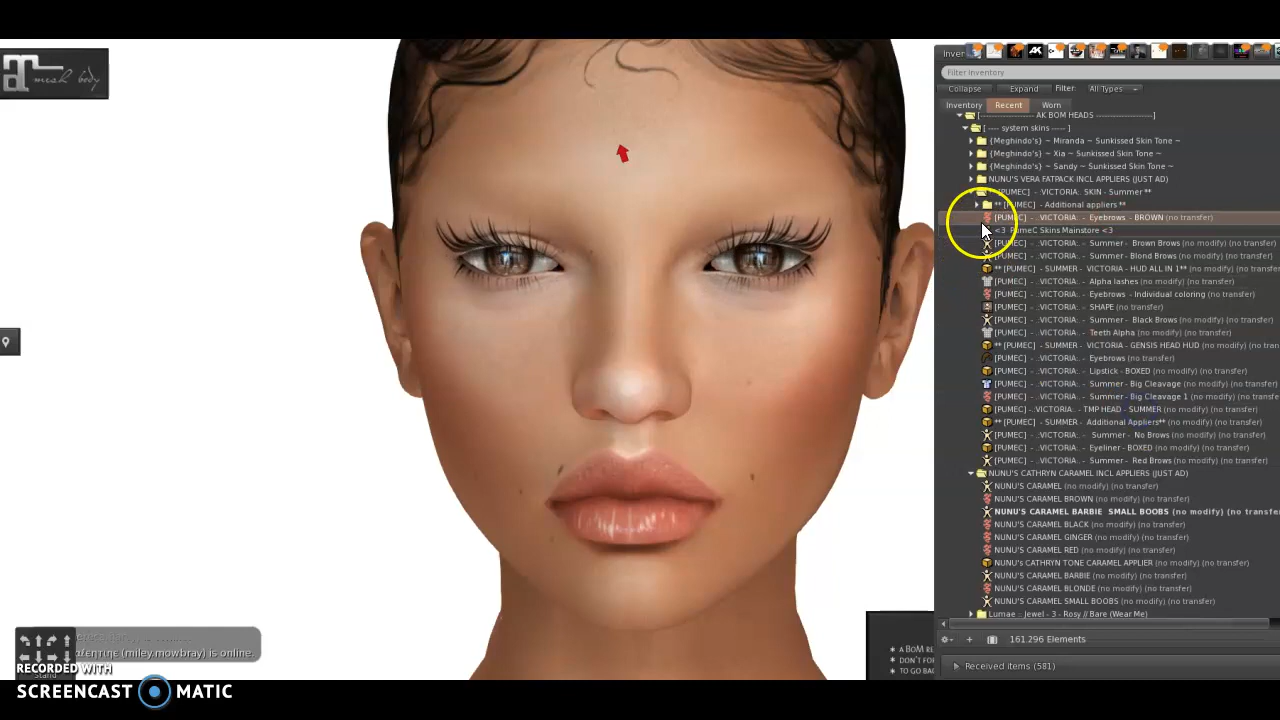 mesh body
Inver
Filter Inventory
Collapse Expand Filter: All Types
Inventory Recent Worn
[------------------- AK BOM HEADS -------------------]
[ ---- system skins ----- ]
{Meghindo's} ~ Miranda ~ Sunkissed Skin Tone ~
{Meghindo's} ~ Xia ~ Sunkissed Skin Tone ~
{Meghindo's} ~ Sandy ~ Sunkissed Skin Tone ~
NUNU'S VERA FATPACK INCL APPLIERS (JUST AD)
[PUMEC] - :VICTORIA:. SKIN - Summer **
** [PUMEC] - Additional appliers **
[PUMEC] - .:VICTORIA:. - Eyebrows - BROWN (no transfer)
<3 PumeC Skins Mainstore <3
[PUMEC] - .:VICTORIA:. - Summer - Brown Brows (no modify) (no transfer)
[PUMEC] - .:VICTORIA:. - Summer - Blond Brows (no modify) (no transfer)
** [PUMEC] - SUMMER - VICTORIA - HUD ALL IN 1** (no modify) (no transfer)
[PUMEC] - .:VICTORIA:. - Alpha lashes (no modify) (no transfer)
[PUMEC] - .:VICTORIA:. - Eyebrows - Individual coloring (no transfer)
[PUMEC] - .:VICTORIA:. - SHAPE (no transfer)
[PUMEC] - .:VICTORIA:. - Summer - Black Brows (no modify) (no transfer)
[PUMEC] - .:VICTORIA:. - Teeth Alpha (no modify) (no transfer)
** [PUMEC] - SUMMER - VICTORIA - GENSIS HEAD HUD (no modify) (no transfer)
[PUMEC] - .:VICTORIA:. - Eyebrows (no transfer)
[PUMEC] - .:VICTORIA:. - Lipstick - BOXED (no modify) (no transfer)
[PUMEC] - .:VICTORIA:. - Summer - Big Cleavage (no modify) (no transfer)
[PUMEC] - .:VICTORIA:. - Summer - Big Cleavage 1 (no modify) (no transfer)
[PUMEC] -.:VICTORIA:. - TMP HEAD - SUMMER (no modify) (no transfer)
** [PUMEC] - SUMMER - Additional Appliers** (no modify) (no transfer)
[PUMEC] - .:VICTORIA:. - Summer - No Brows (no modify) (no transfer)
[PUMEC] - .:VICTORIA:. - Eyeliner - BOXED (no modify) (no transfer)
[PUMEC] - .:VICTORIA:. - Summer - Red Brows (no modify) (no transfer)
NUNU'S CATHRYN CARAMEL INCL APPLIERS (JUST AD)
NUNU'S CARAMEL (no modify) (no transfer)
NUNU'S CARAMEL BROWN (no modify) (no transfer)
NUNU'S CARAMEL BARBIE SMALL BOOBS (no modify) (no transfer
NUNU'S CARAMEL BLACK (no modify) (no transfer)
NUNU'S CARAMEL GINGER (no modify) (no transfer)
NUNU'S CARAMEL RED (no modify) (no transfer)
NUNU's CATHRYN TONE CARAMEL APPLIER (no modify) (no transfer)
NUNU'S CARAMEL BARBIE (no modify) (no transfer)
NUNU'S CARAMEL BLONDE (no modify) (no transfer)
NUNU'S CARAMEL SMALL BOOBS (no modify) (no transfer)
Lumae :: Jewel - 3 - Rosy // Bare (Wear Me)
161.296 Elements
Received items (581)
(miley.mowbray) is online.
Stand
* A BOM RE
* DON'T FOR
* TO GO BAC
RECORDED WITH
SCREENCAST MATIC